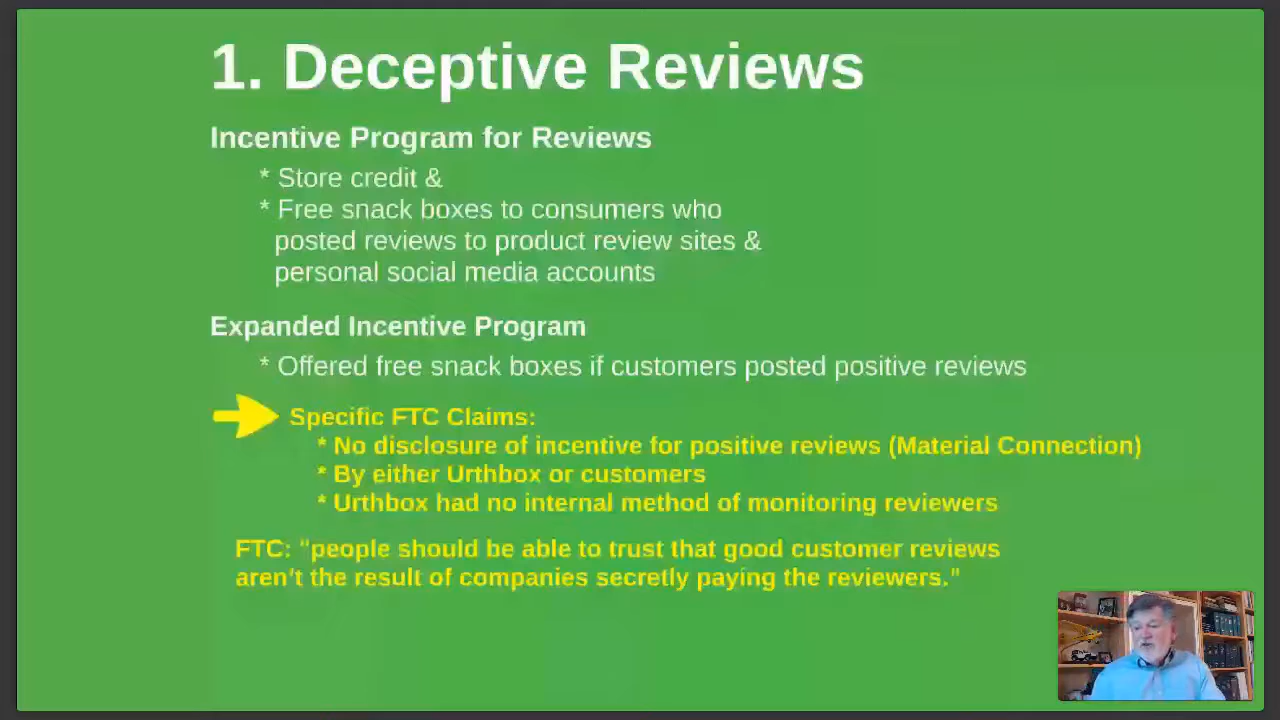 1. Deceptive Reviews
Incentive Program for Reviews
* Store credit &
* Free snack boxes to consumers who
posted reviews to product review sites &
personal social media accounts
Expanded Incentive Program
* Offered free snack boxes if customers posted positive reviews
Specific FTC Claims:
* No disclosure of incentive for positive reviews (Material Connection)
* By either Urthbox or customers
* Urthbox had no internal method of monitoring reviewers
FTC: "people should be able to trust that good customer reviews
aren't the result of companies secretly paying the reviewers."